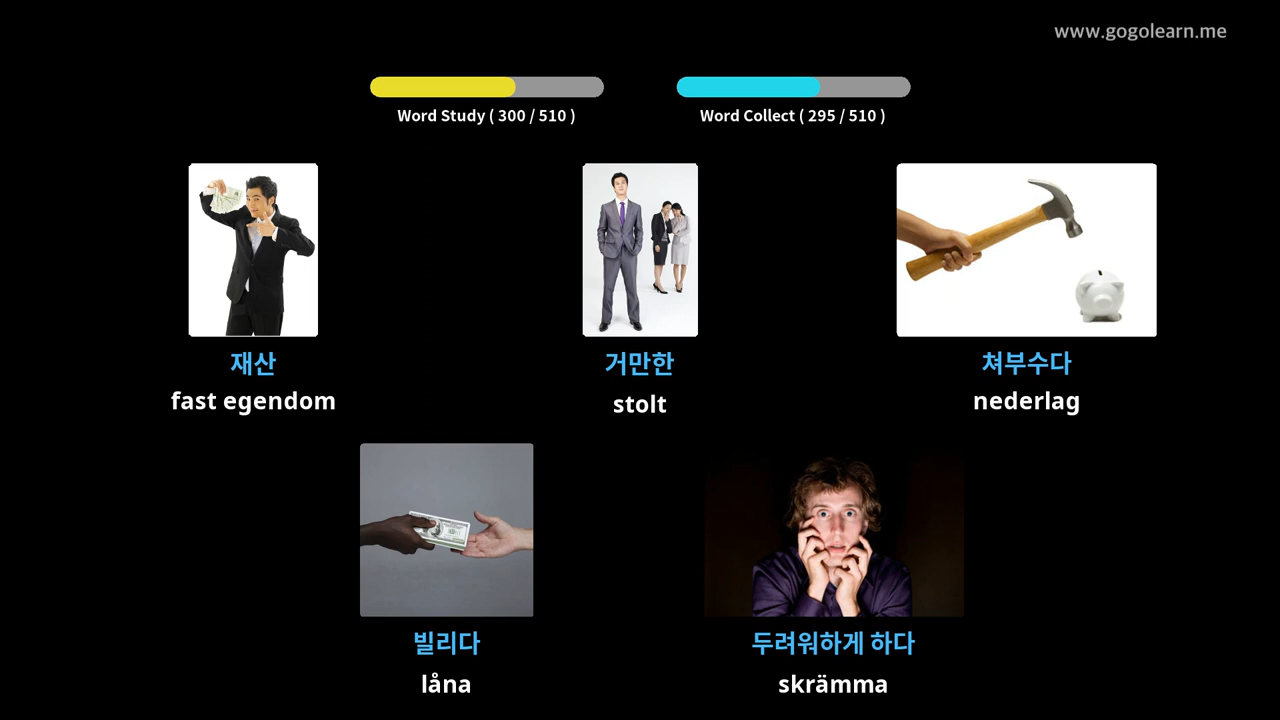 www.gogolearn.me
Word Study ( 300 / 510 )
Word Collect ( 295 / 510 )
재산
fast egendom
거만한
stolt
쳐부수다
nederlag
빌리다
låna
두려워하게 하다
skrämma